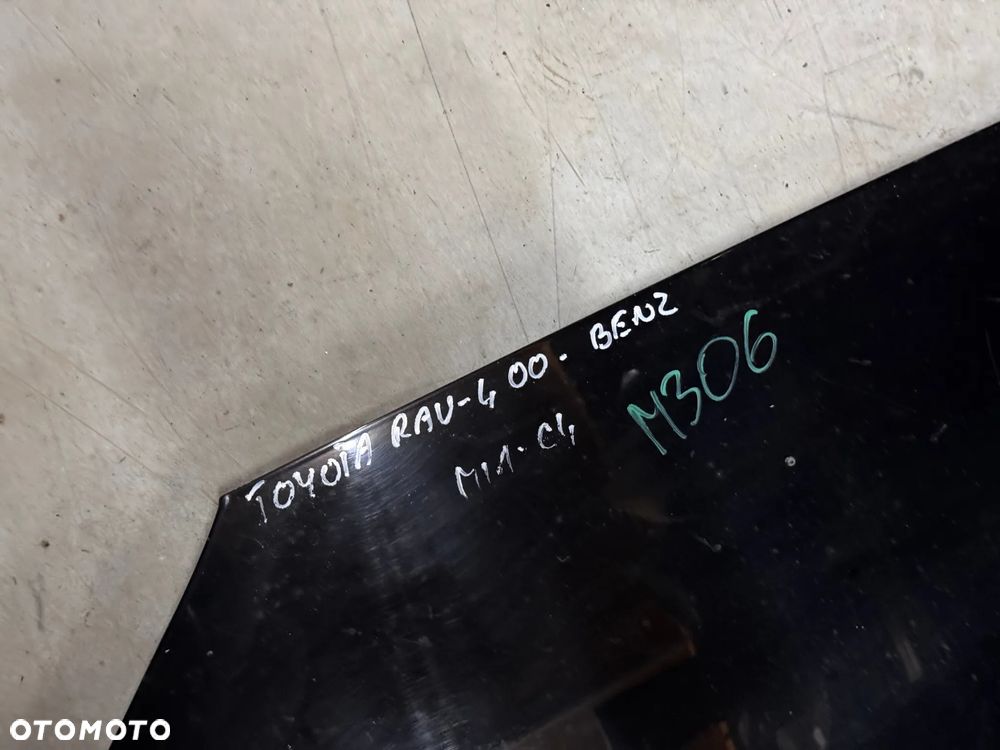 TOYOTA RAV-4 00. BENZ
M11-C4
M306
OTOMOTO